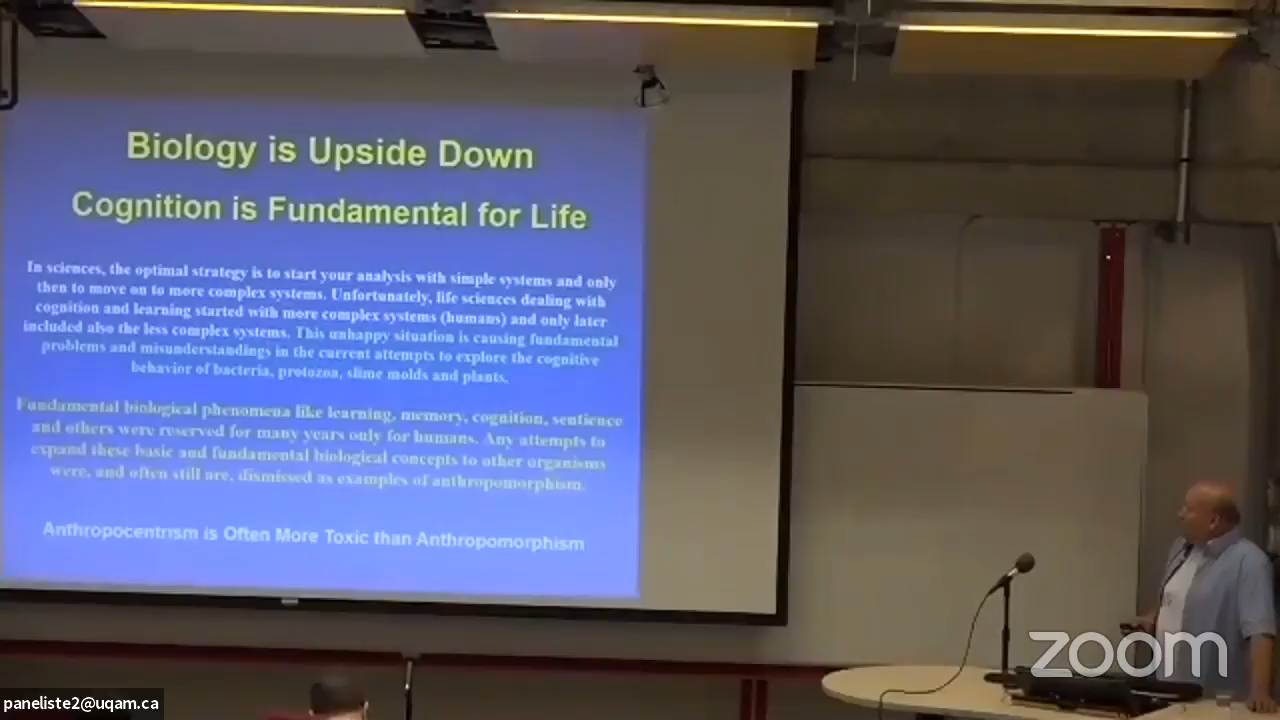 Biology is Upside Down
Cognition is Fundamental for Life
In sciences, the optimal strategy is to start your analysis with simple systems and only
then to move on to more complex systems. Unfortunately, life sciences dealing with
cognition and learning started with more complex systems (humans) and only later
included also the less complex systems. This unhappy situation is causing fundamental
problems and misunderstandings in the current attempts to explore the cognitive
behavior of bacteria, protozoa, slime molds and plants.
Fundamental biological phenomena like learning, memory, cognition, sentience
and others were reserved for many years only for humans. Any attempts to
expand these basic and fundamental biological concepts to other organisms
were, and often still are, dismissed as examples of anthropomorphism.
Anthropocentrism is Often More Toxic than Anthropomorphism
zoom
paneliste2@uqam.ca